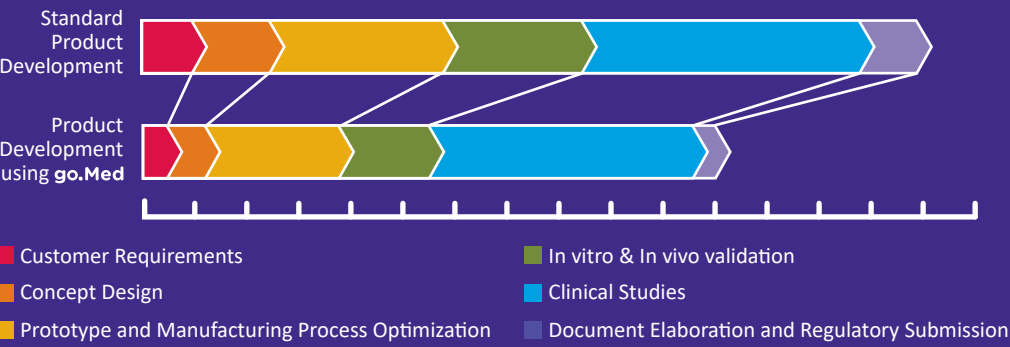 Standard
Product
Development
Product
Development
using go.Med
Customer Requirements
In vitro & In vivo validation
Concept Design
Clinical Studies
Prototype and Manufacturing Process Optimization
Document Elaboration and Regulatory Submission